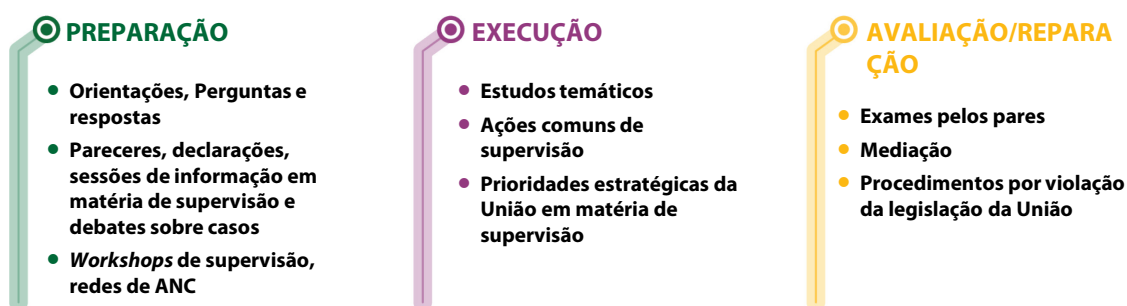 PREPARAÇÃO
• Orientações, Perguntas e
respostas
• Pareceres, declarações,
sessões de informação em
matéria de supervisão e
debates sobre casos
• Workshops de supervisão,
redes de ANC
EXECUÇÃO
• Estudos temáticos
• Ações comuns de
supervisão
• Prioridades estratégicas da
União em matéria de
supervisão
AVALIAÇÃO/REPARA
ÇÃO
• Exames pelos pares
• Mediação
• Procedimentos por violação
da legislação da União